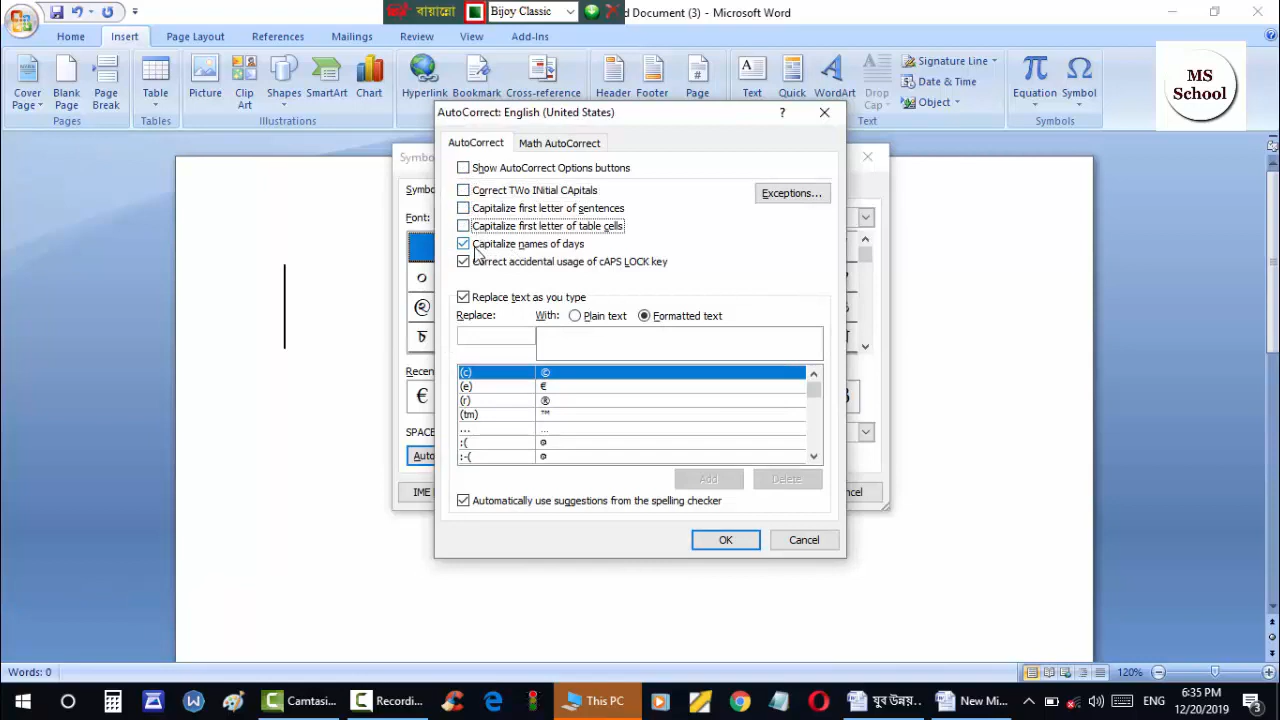 বায়ান্নো Bijoy Classic d Document (3) - Microsoft Word
Home Insert Page Layout References Mailings Review View Add-Ins
Cover Page Blank Page Page Break Table Picture Clip Art Shapes SmartArt Chart Hyperlink Bookmark Cross-reference Header Footer Page Text Quick WordArt Drop Cap Signature Line Date & Time Object Equation Symbol
Pages Tables Illustrations Text Symbols
MS School
AutoCorrect: English (United States)
AutoCorrect Math AutoCorrect
Show AutoCorrect Options buttons
Correct TWo INitial CApitals Exceptions...
Capitalize first letter of sentences
Capitalize first letter of table cells
Capitalize names of days
Correct accidental usage of cAPS LOCK key
Replace text as you type
Replace: With: Plain text Formatted text
(c) ©
(e) €
(r) ®
(tm) ™
... ...
:(
:-(
Add Delete
Automatically use suggestions from the spelling checker
OK Cancel
Symbo
Symbo
Font:
Recen
€
SPACE
Auto
IME ncel
Words: 0 120%
Camtasi... Recordi... This PC যুব উন্নয়... New Mi... ENG 6:35 PM
12/20/2019
3